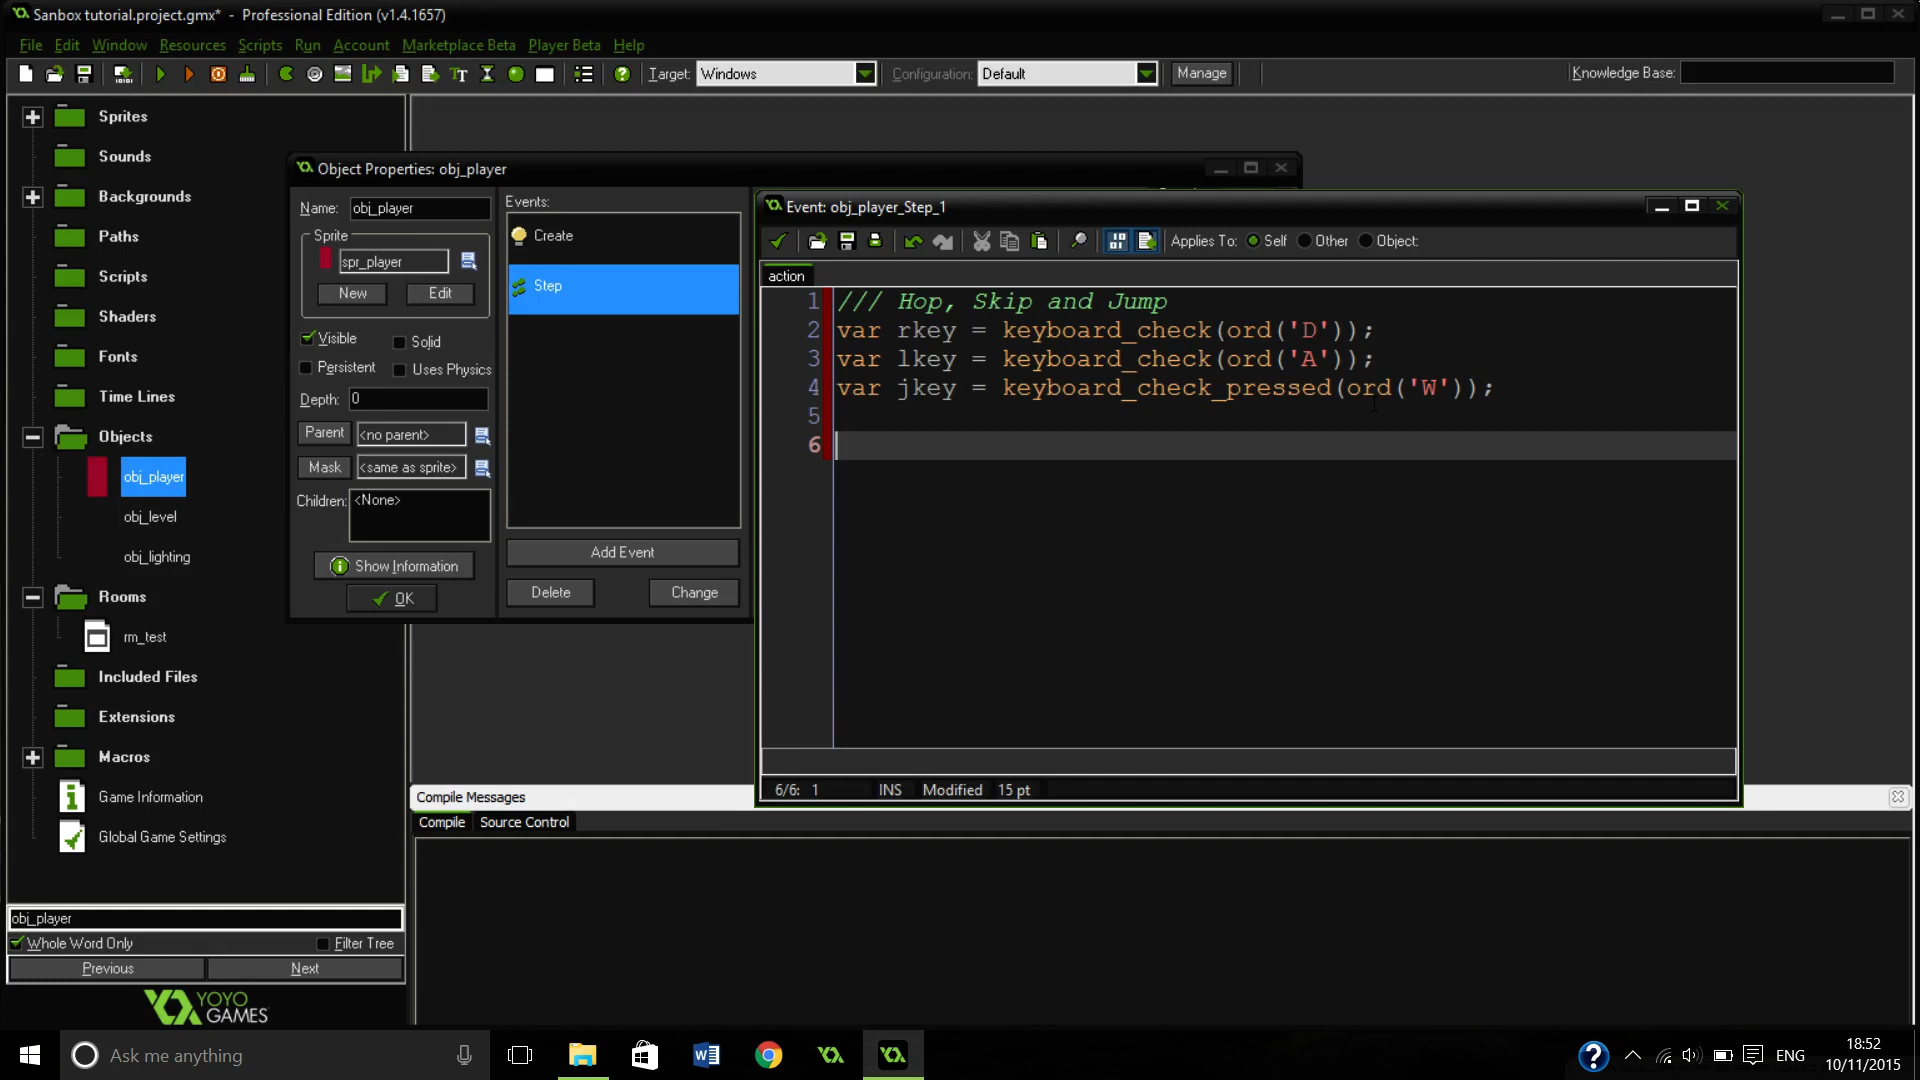 Sanbox tutorial.project.gmx* - Professional Edition (v1.4.1657)
File Edit Window Resources Scripts Run Account Marketplace Beta Player Beta Help
Target: Windows Configuration: Default Manage Knowledge Base:
Sprites
Sounds
Backgrounds
Paths
Scripts
Shaders
Fonts
Time Lines
Objects
obj_player
obj_level
obj_lighting
Rooms
rm_test
Included Files
Extensions
Macros
Game Information
Global Game Settings
obj_player
Whole Word Only Filter Tree
Previous Next
YOYO
GAMES
Object Properties: obj_player
Name: obj_player
Sprite
spr_player
New Edit
Visible Solid
Persistent Uses Physics
Depth: 0
Parent <no parent>
Mask <same as sprite>
Children: <None>
Show Information
OK
Events:
Create
Step
Add Event
Delete Change
Event: obj_player_Step_1
Applies To: Self Other Object:
action
1 /// Hop, Skip and Jump
2 var rkey = keyboard_check(ord('D'));
3 var lkey = keyboard_check(ord('A'));
4 var jkey = keyboard_check_pressed(ord('W'));
5
6
6/6: 1 INS Modified 15 pt
Compile Messages
Compile Source Control
Ask me anything
ENG
18:52
10/11/2015